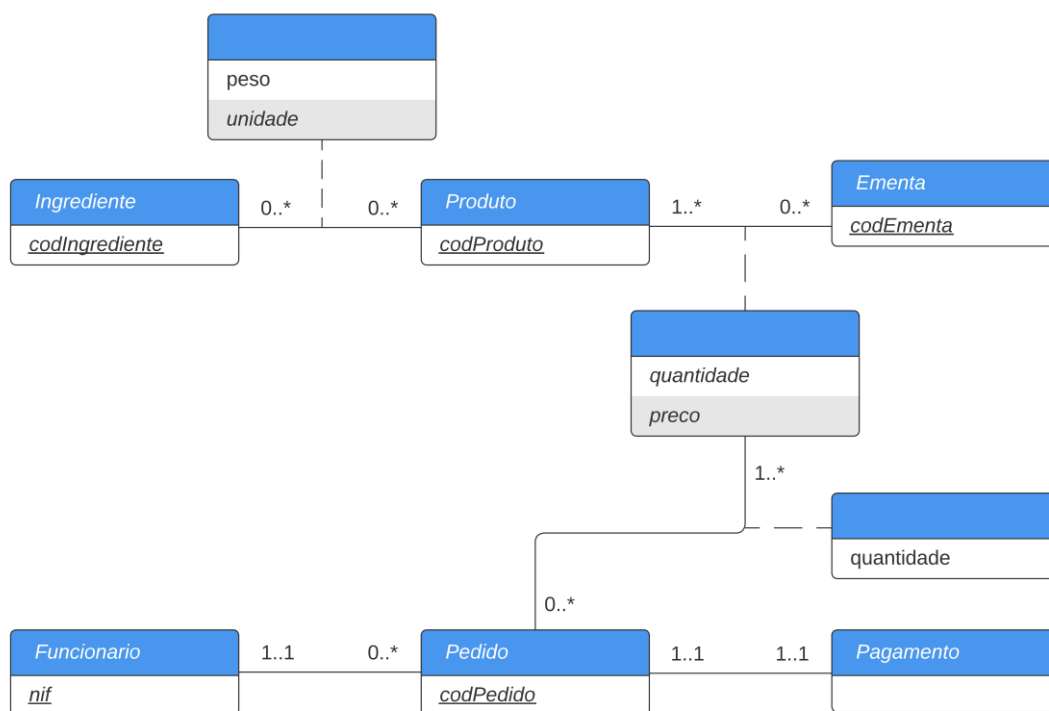 peso
unidade
Ingrediente
0..*
0..*
Produto
1..*
0..*
Ementa
codIngrediente
codProduto
codEmenta
quantidade
preco
1..*
quantidade
0..*
Funcionario
1..1
0..*
Pedido
1..1
1..1
Pagamento
nif
codPedido